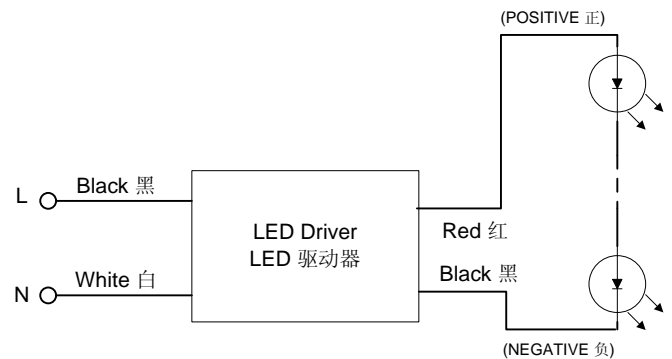 (POSITIVE 正)
L
Black 黑
LED Driver
LED 驱动器
Red 红
N
White 白
Black 黑
(NEGATIVE 负)